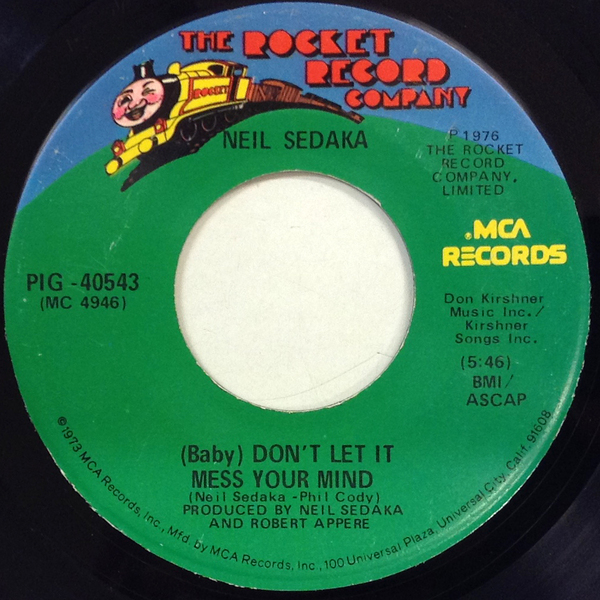 THE ROCKET
RECORD
COMPANY
ROCKET
NEIL SEDAKA
P 1976
THE ROCKET
RECORD
COMPANY,
LIMITED
MCA
RECORDS
PIG -40543
(MC 4946)
Don Kirshner
Music Inc./
Kirshner
Songs Inc.
(5:46)
BMI/
ASCAP
(Baby) DON'T LET IT
MESS YOUR MIND
(Neil Sedaka -Phil Cody)
PRODUCED BY NEIL SEDAKA
AND ROBERT APPERE
©1973 MCA Records, Inc., Mfd. by MCA Records, Inc., 100 Universal Plaza, Universal City, Calif. 91608